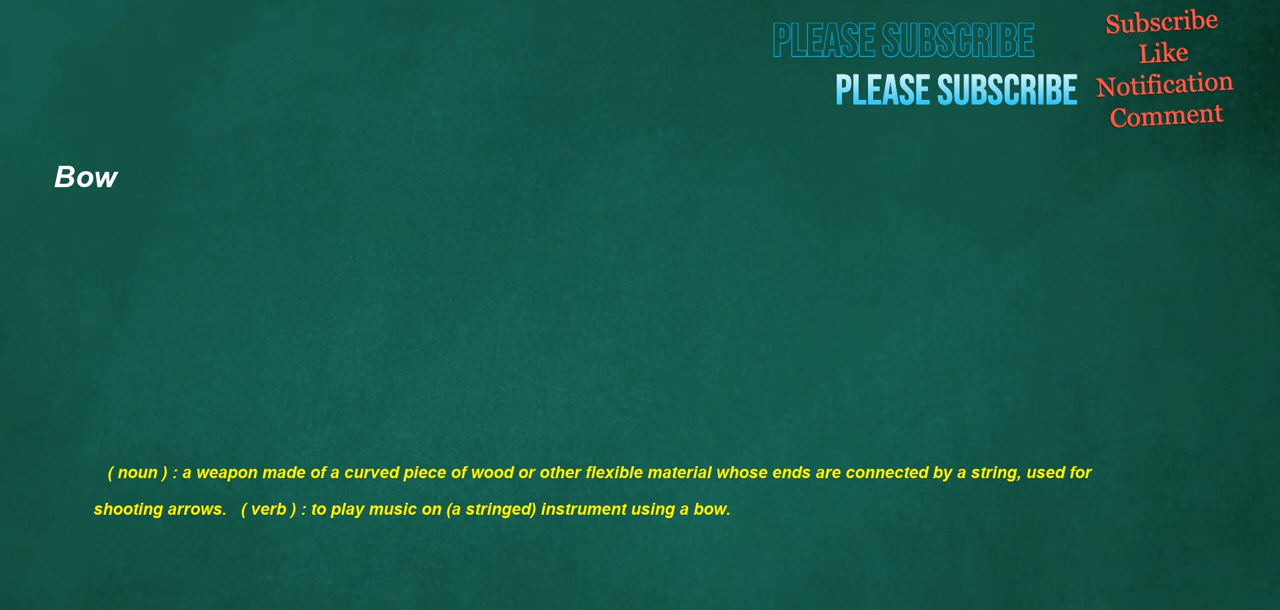 PLEASE SUBSCRIBE
PLEASE SUBSCRIBE
Subscribe
Like
Notification
Comment
Bow
( noun ) : a weapon made of a curved piece of wood or other flexible material whose ends are connected by a string, used for
shooting arrows. ( verb ) : to play music on (a stringed) instrument using a bow.